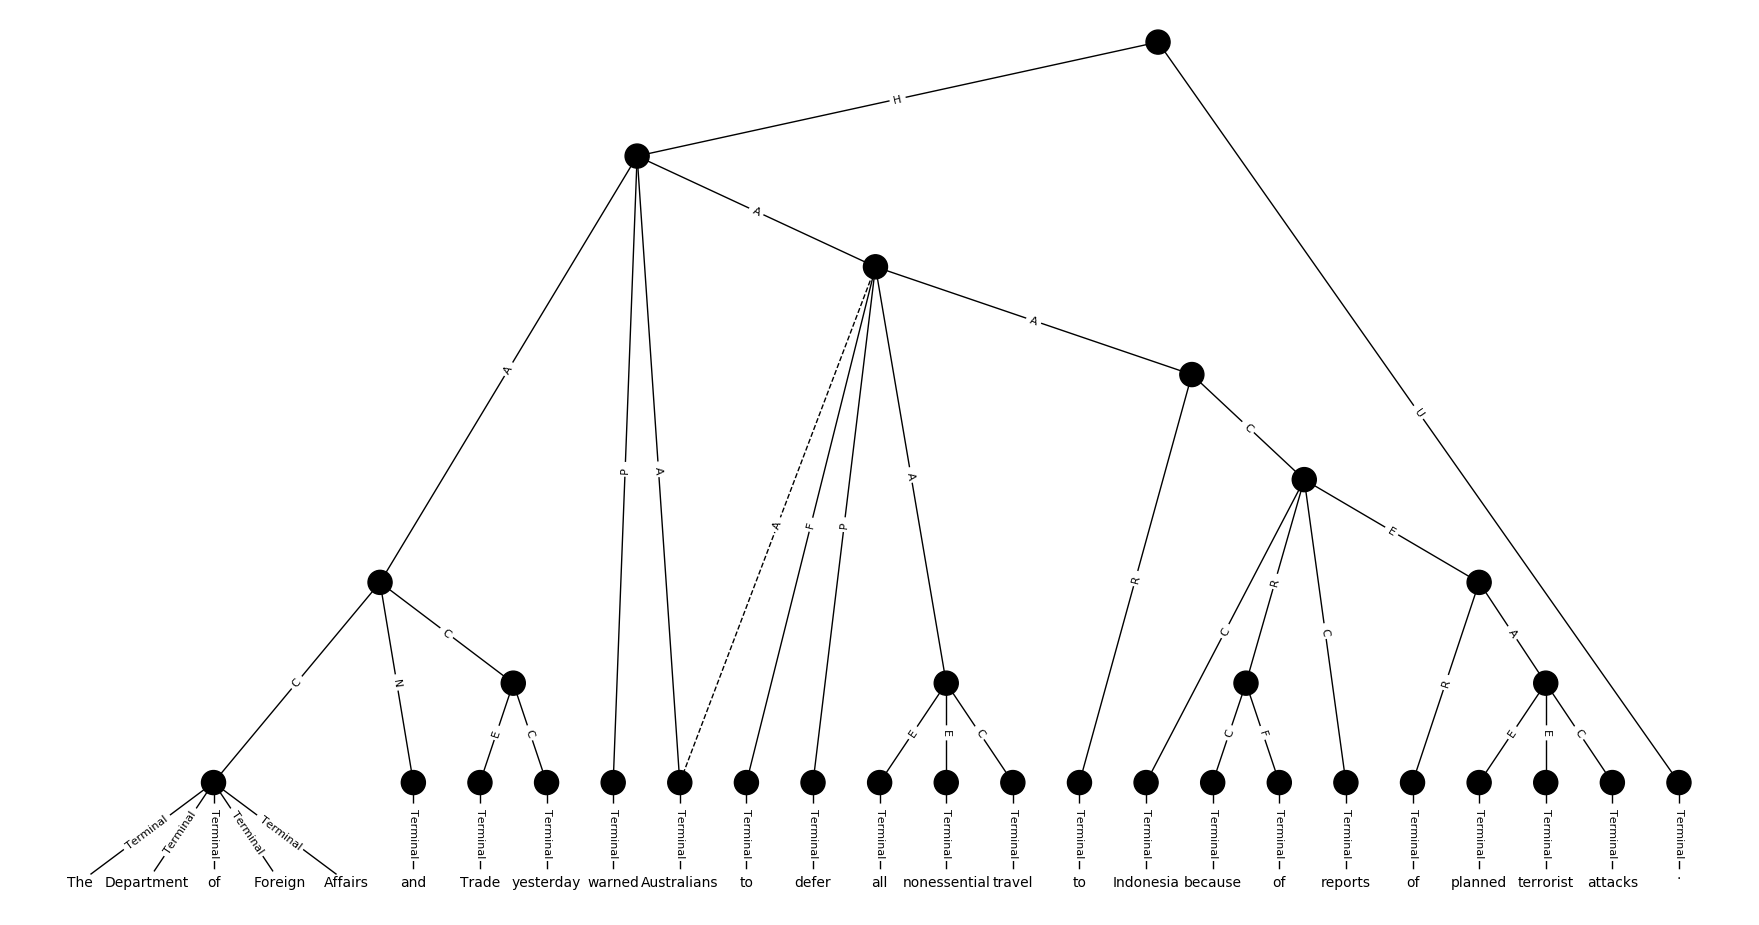 H
A
A
A
U
C
A
P
A
A
F
P
E
R
C
R
C
C
A
C
N
R
E
C
E
E
C
C
F
E
E
C
Terminal Terminal Terminal Terminal Terminal Terminal Terminal Terminal Terminal Terminal Terminal Terminal Terminal Terminal Terminal Terminal Terminal Terminal Terminal Terminal Terminal Terminal Terminal Terminal Terminal
The Department of Foreign Affairs and Trade yesterday warned Australians to defer all nonessential travel to Indonesia because of reports of planned terrorist attacks .